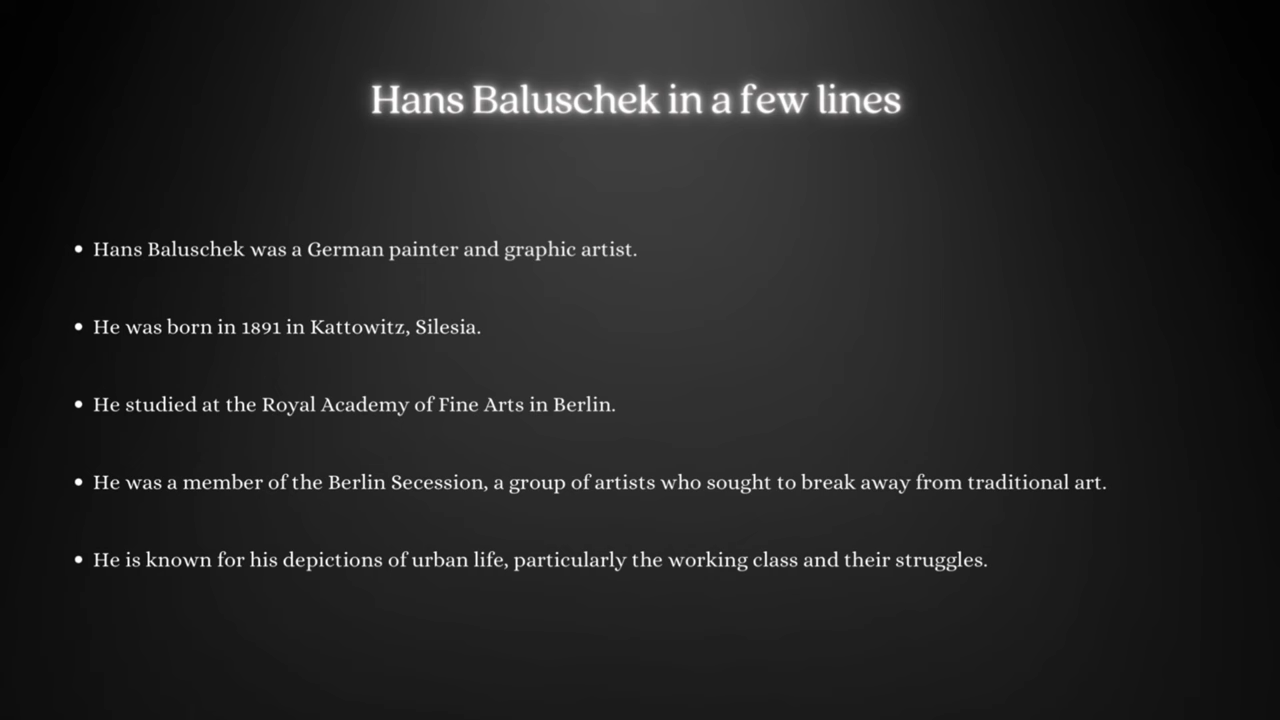 Hans Baluschek in a few lines
• Hans Baluschek was a German painter and graphic artist.
• He was born in 1891 in Kattowitz, Silesia.
• He studied at the Royal Academy of Fine Arts in Berlin.
• He was a member of the Berlin Secession, a group of artists who sought to break away from traditional art.
• He is known for his depictions of urban life, particularly the working class and their struggles.